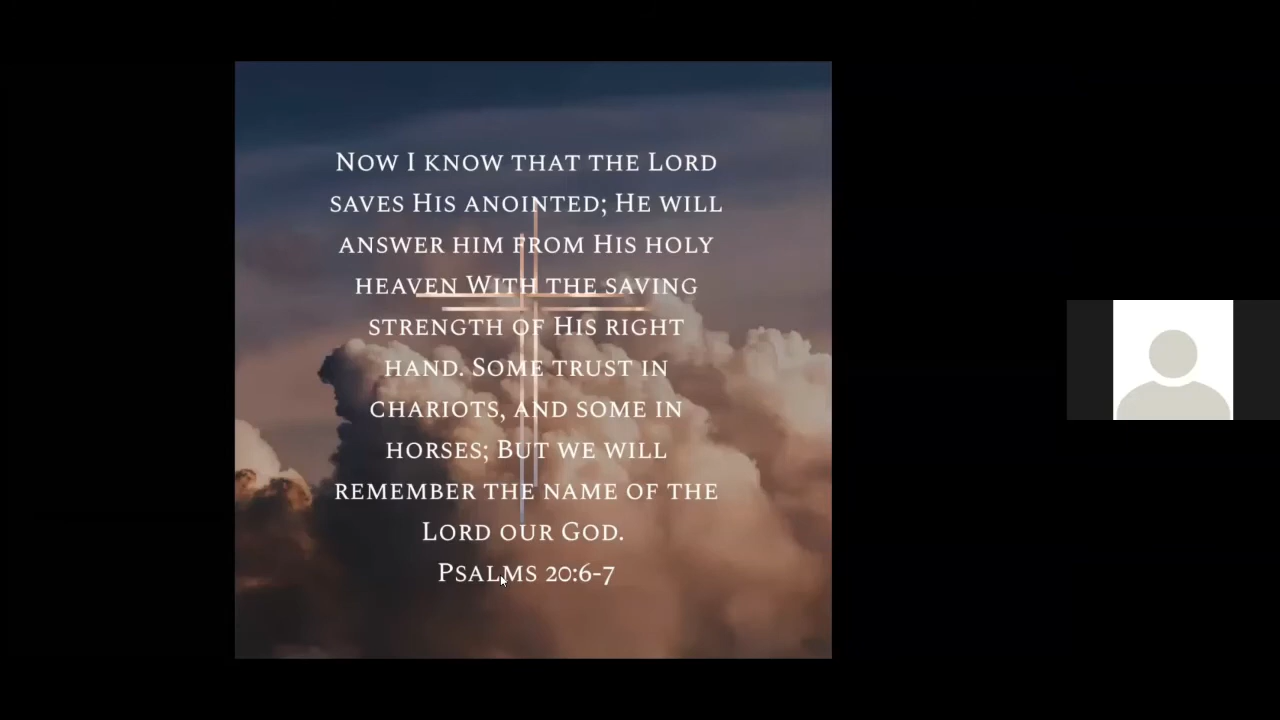 Now I know that the Lord
saves His anointed; He will
answer him from His holy
heaven With the saving
strength of His right
hand. Some trust in
chariots, and some in
horses; But we will
remember the name of the
Lord our God.
Psalms 20:6-7